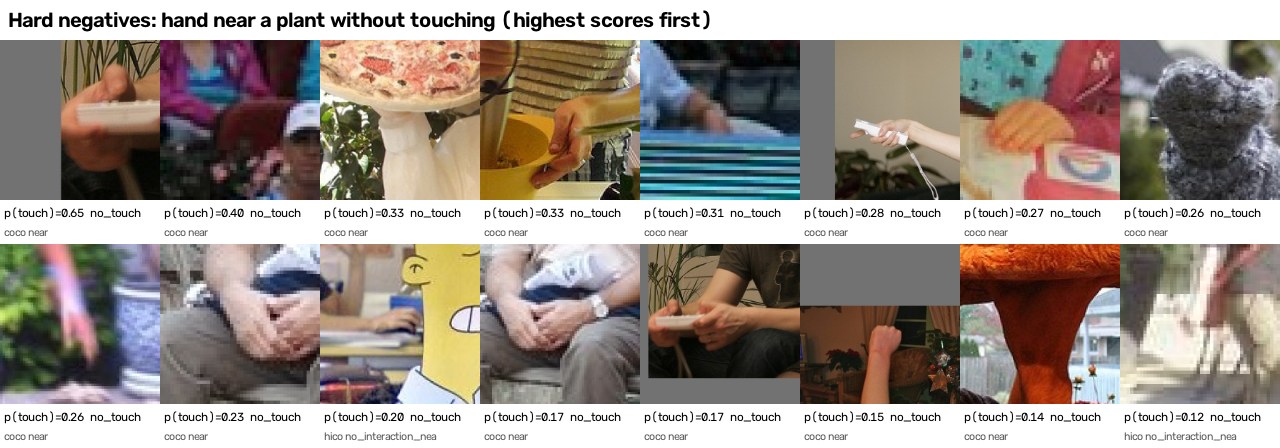 Hard negatives: hand near a plant without touching (highest scores first)
p(touch)=0.65 no_touch p(touch)=0.40 no_touch p(touch)=0.33 no_touch p(touch)=0.33 no_touch p(touch)=0.31 no_touch p(touch)=0.28 no_touch p(touch)=0.27 no_touch p(touch)=0.26 no_touch
coco near coco near coco near coco near coco near coco near coco near coco near
p(touch)=0.26 no_touch p(touch)=0.23 no_touch p(touch)=0.20 no_touch p(touch)=0.17 no_touch p(touch)=0.17 no_touch p(touch)=0.15 no_touch p(touch)=0.14 no_touch p(touch)=0.12 no_touch
coco near coco near hico no_interaction_nea coco near coco near coco near coco near hico no_interaction_nea